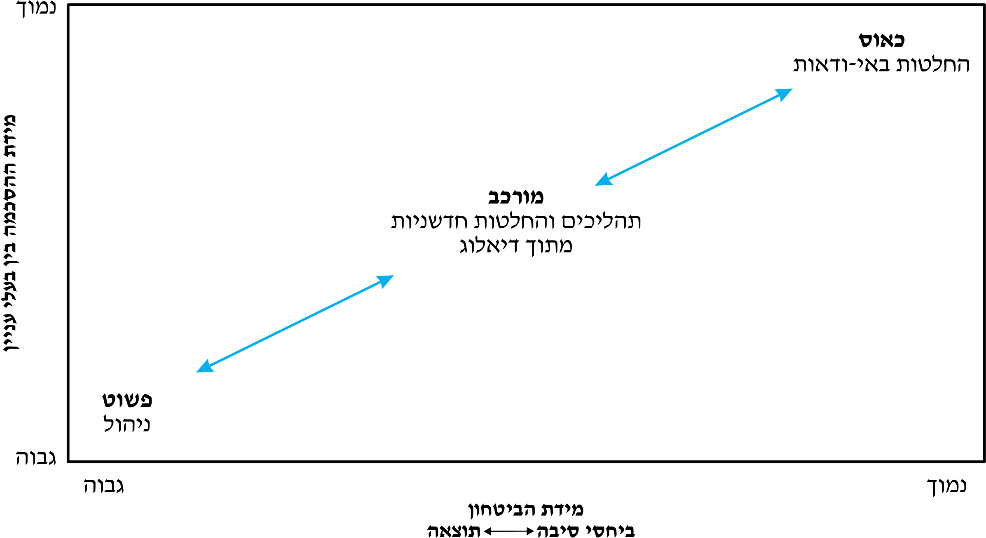 נמוך
כאוס
החלטות באי-ודאות
מידת ההסכמה בין בעלי עניין
מורכב
תהליכים והחלטות חדשניות
מתוך דיאלוג
פשוט
ניהול
גבוה
גבוה
נמוך
מידת הביטחון
ביחסי סיבה ⟷ תוצאה